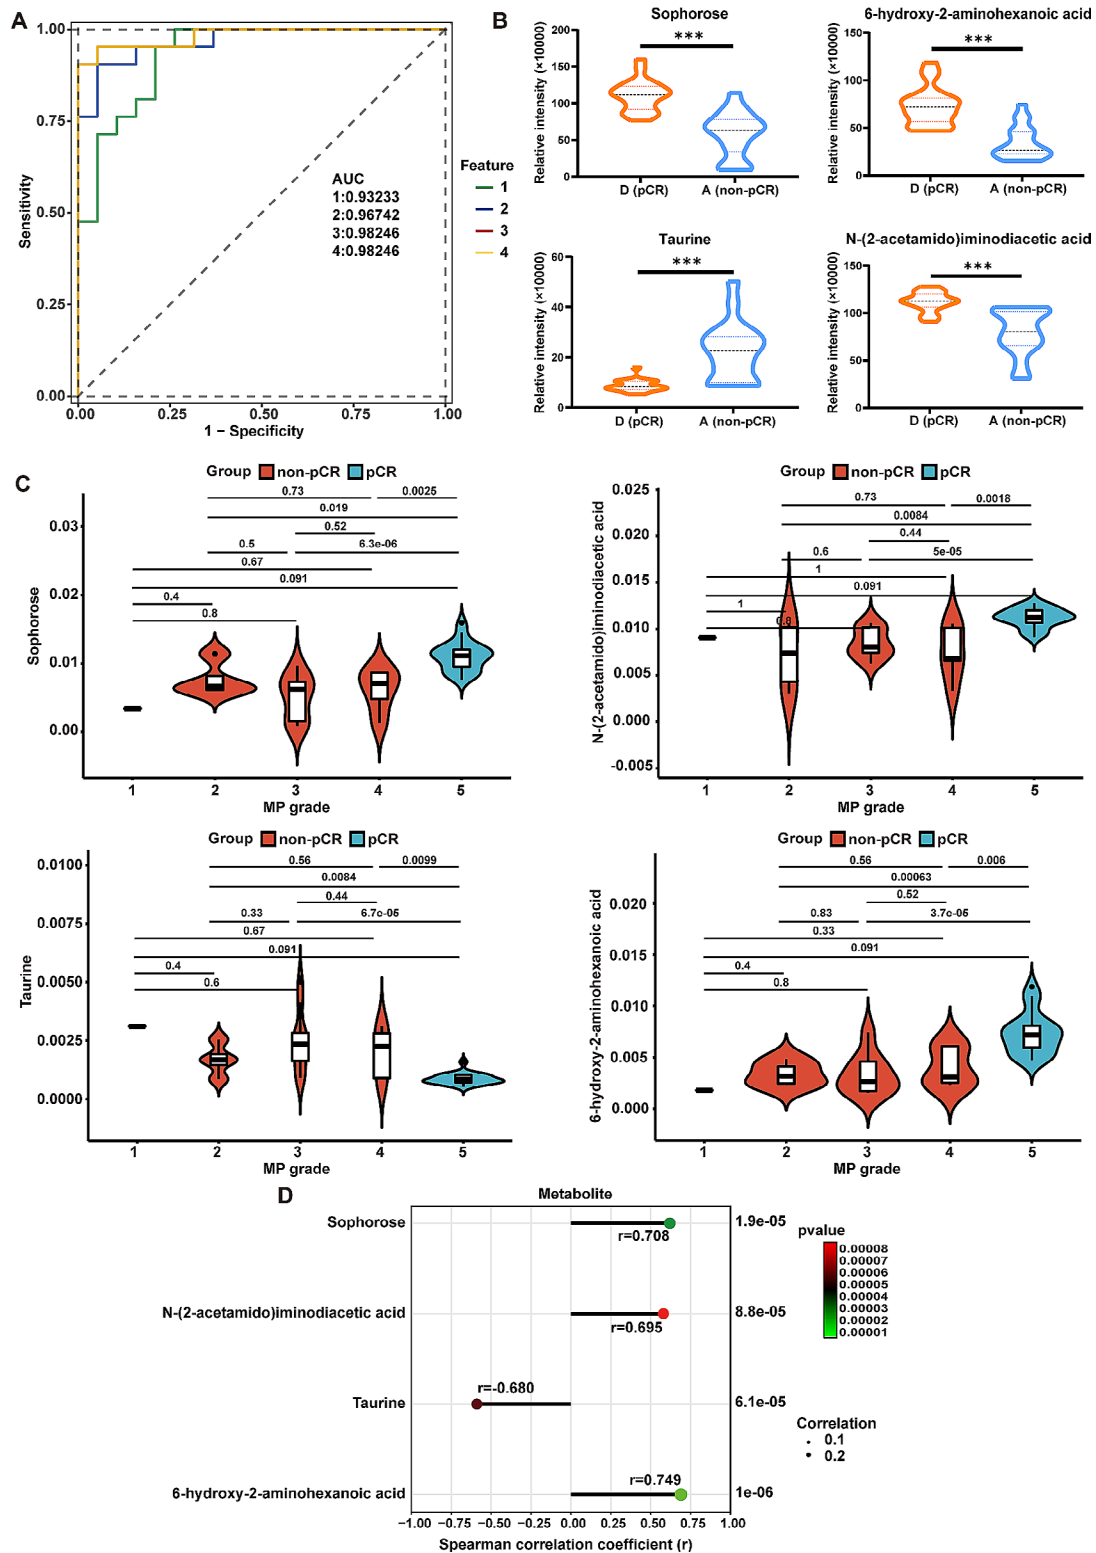 A
1.00
0.75
0.50
0.25
0.00
Sensitivity
0.00 0.25 0.50 0.75 1.00
1 − Specificity
AUC
1:0.93233
2:0.96742
3:0.98246
4:0.98246
Feature
1
2
3
4
B
Sophorose
Relative intensity (×10000)
200
150
100
50
0
***
D (pCR) A (non-pCR)
6-hydroxy-2-aminohexanoic acid
Relative intensity (×10000)
150
100
50
0
***
D (pCR) A (non-pCR)
Taurine
Relative intensity (×10000)
60
40
20
0
***
D (pCR) A (non-pCR)
N-(2-acetamido)iminodiacetic acid
Relative intensity (×10000)
150
100
50
0
***
D (pCR) A (non-pCR)
C
Group non-pCR pCR
0.73 0.0025
0.019
0.52
0.5 6.3e-06
0.67
0.091
0.4
0.8
Sophorose
0.03
0.02
0.01
0.00
1 2 3 4 5
MP grade
Group non-pCR pCR
0.73 0.0018
0.0084
0.44
0.6 5e-05
1
0.091
1
0.8
N-(2-acetamido)iminodiacetic acid
0.025
0.020
0.015
0.010
0.005
0.000
-0.005
1 2 3 4 5
MP grade
Group non-pCR pCR
0.56 0.0099
0.0084
0.44
0.33 6.7e-05
0.67
0.091
0.4
0.6
Taurine
0.0100
0.0075
0.0050
0.0025
0.0000
1 2 3 4 5
MP grade
Group non-pCR pCR
0.56 0.006
0.00063
0.52
0.83 3.7e-05
0.33
0.091
0.4
0.8
6-hydroxy-2-aminohexanoic acid
0.020
0.015
0.010
0.005
0.000
1 2 3 4 5
MP grade
D
Metabolite
Sophorose r=0.708 1.9e-05
N-(2-acetamido)iminodiacetic acid r=0.695 8.8e-05
Taurine r=-0.680 6.1e-05
6-hydroxy-2-aminohexanoic acid r=0.749 1e-06
−1.00 −0.75 −0.50 −0.25 0.00 0.25 0.50 0.75 1.00
Spearman correlation coefficient (r)
pvalue
0.00008
0.00007
0.00006
0.00005
0.00004
0.00003
0.00002
0.00001
Correlation
0.1
0.2